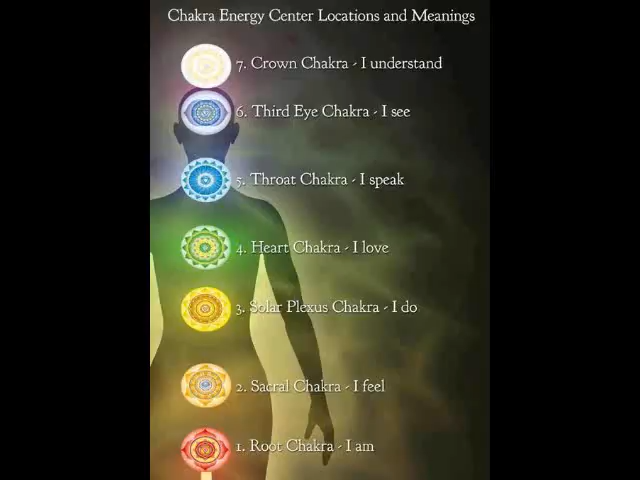 Chakra Energy Center Locations and Meanings
7. Crown Chakra - I understand
6. Third Eye Chakra - I see
5. Throat Chakra - I speak
4. Heart Chakra - I love
3. Solar Plexus Chakra - I do
2. Sacral Chakra - I feel
1. Root Chakra - I am